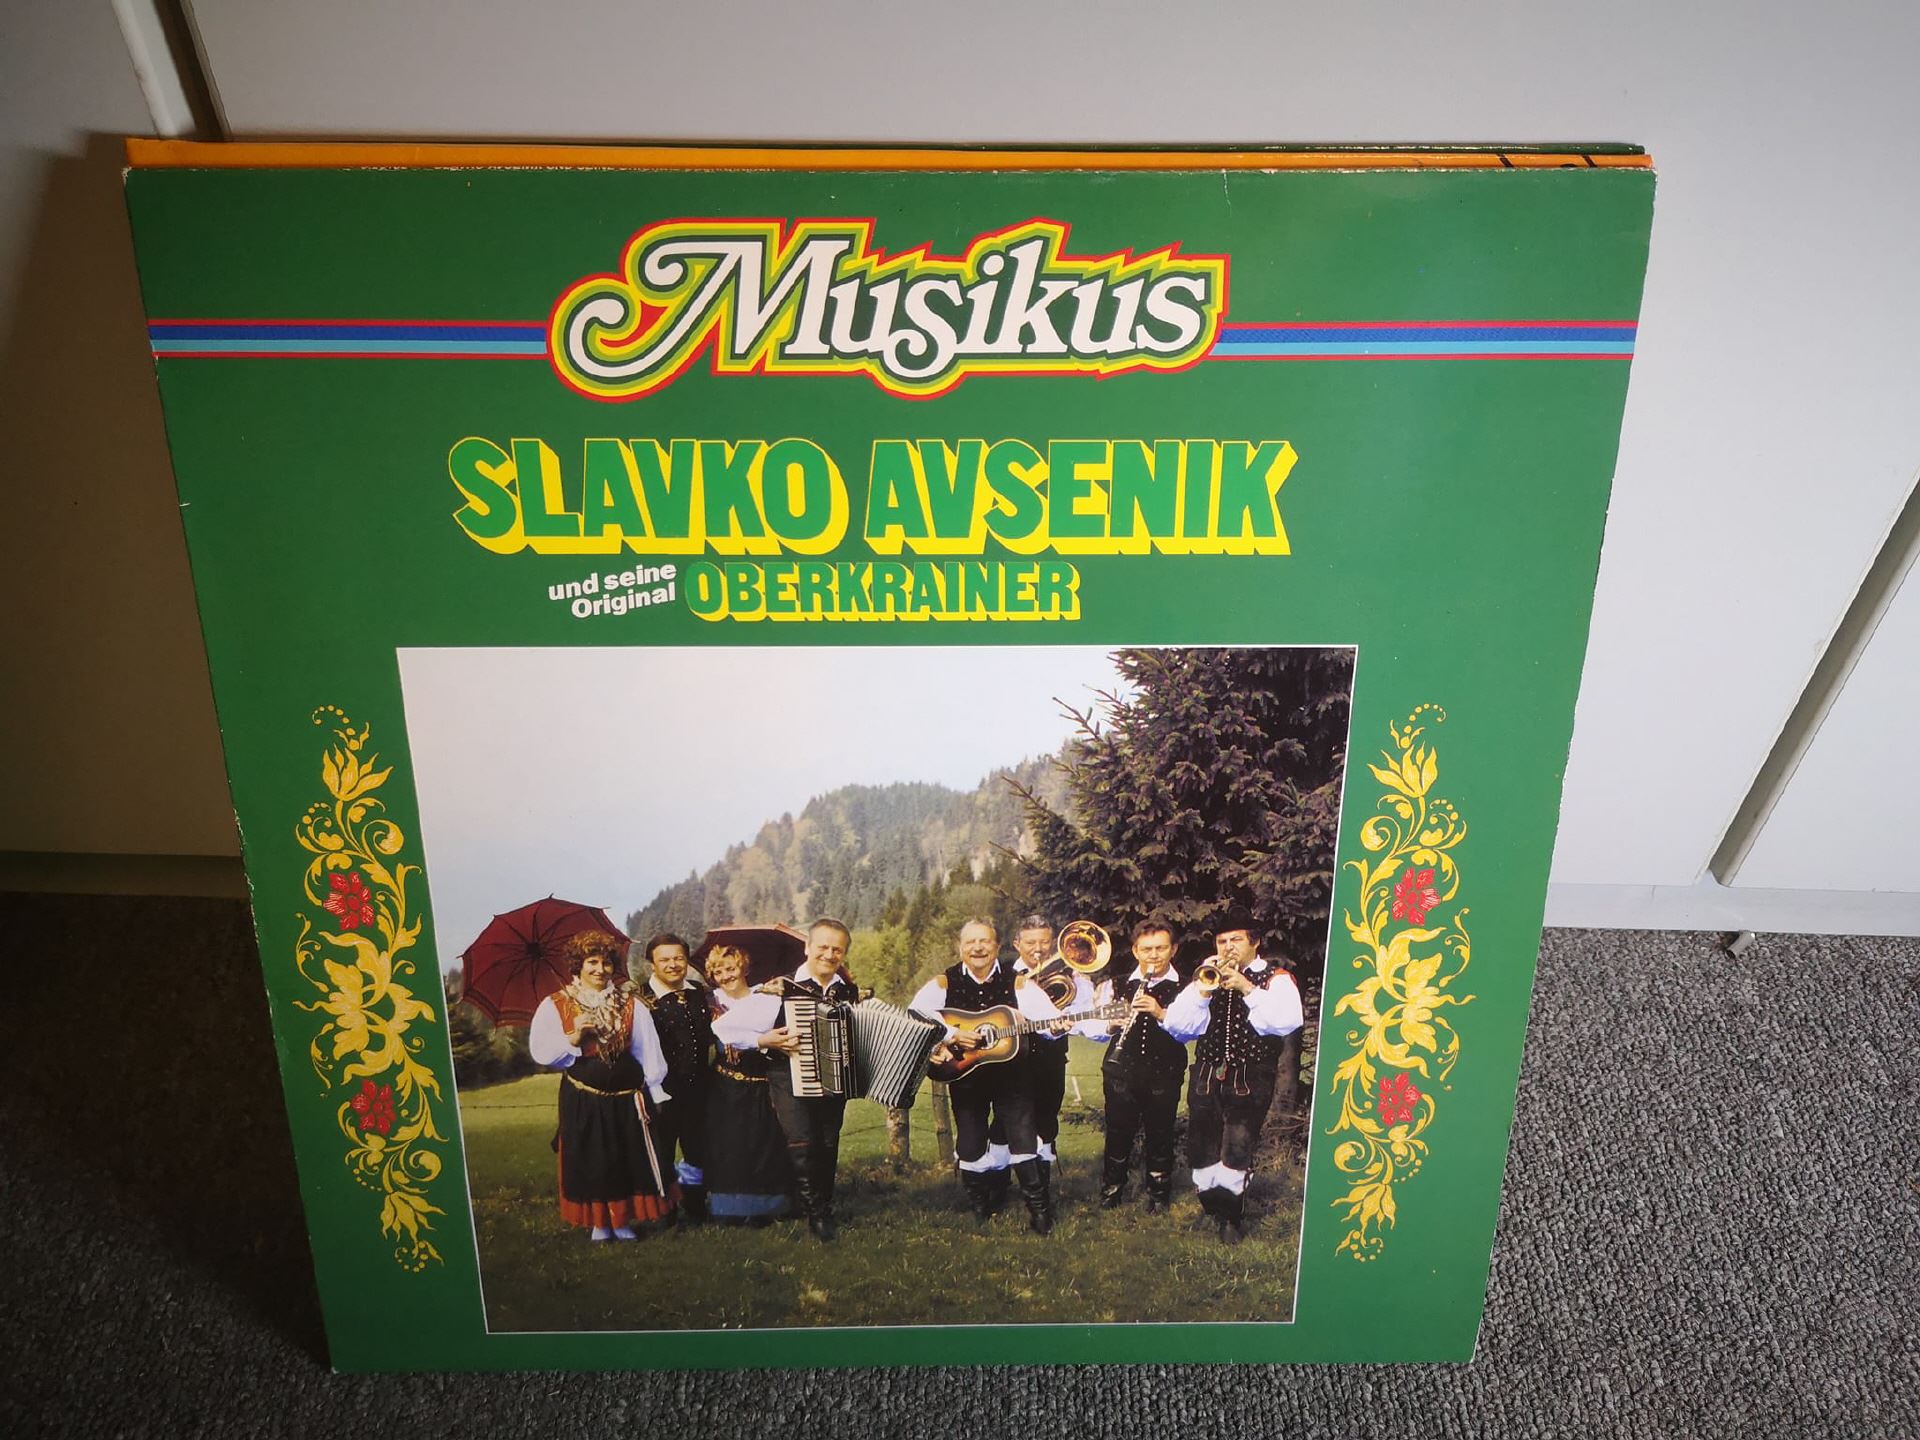 Musikus
SLAVKO AVSENIK
und seine
Original
OBERKRAINER